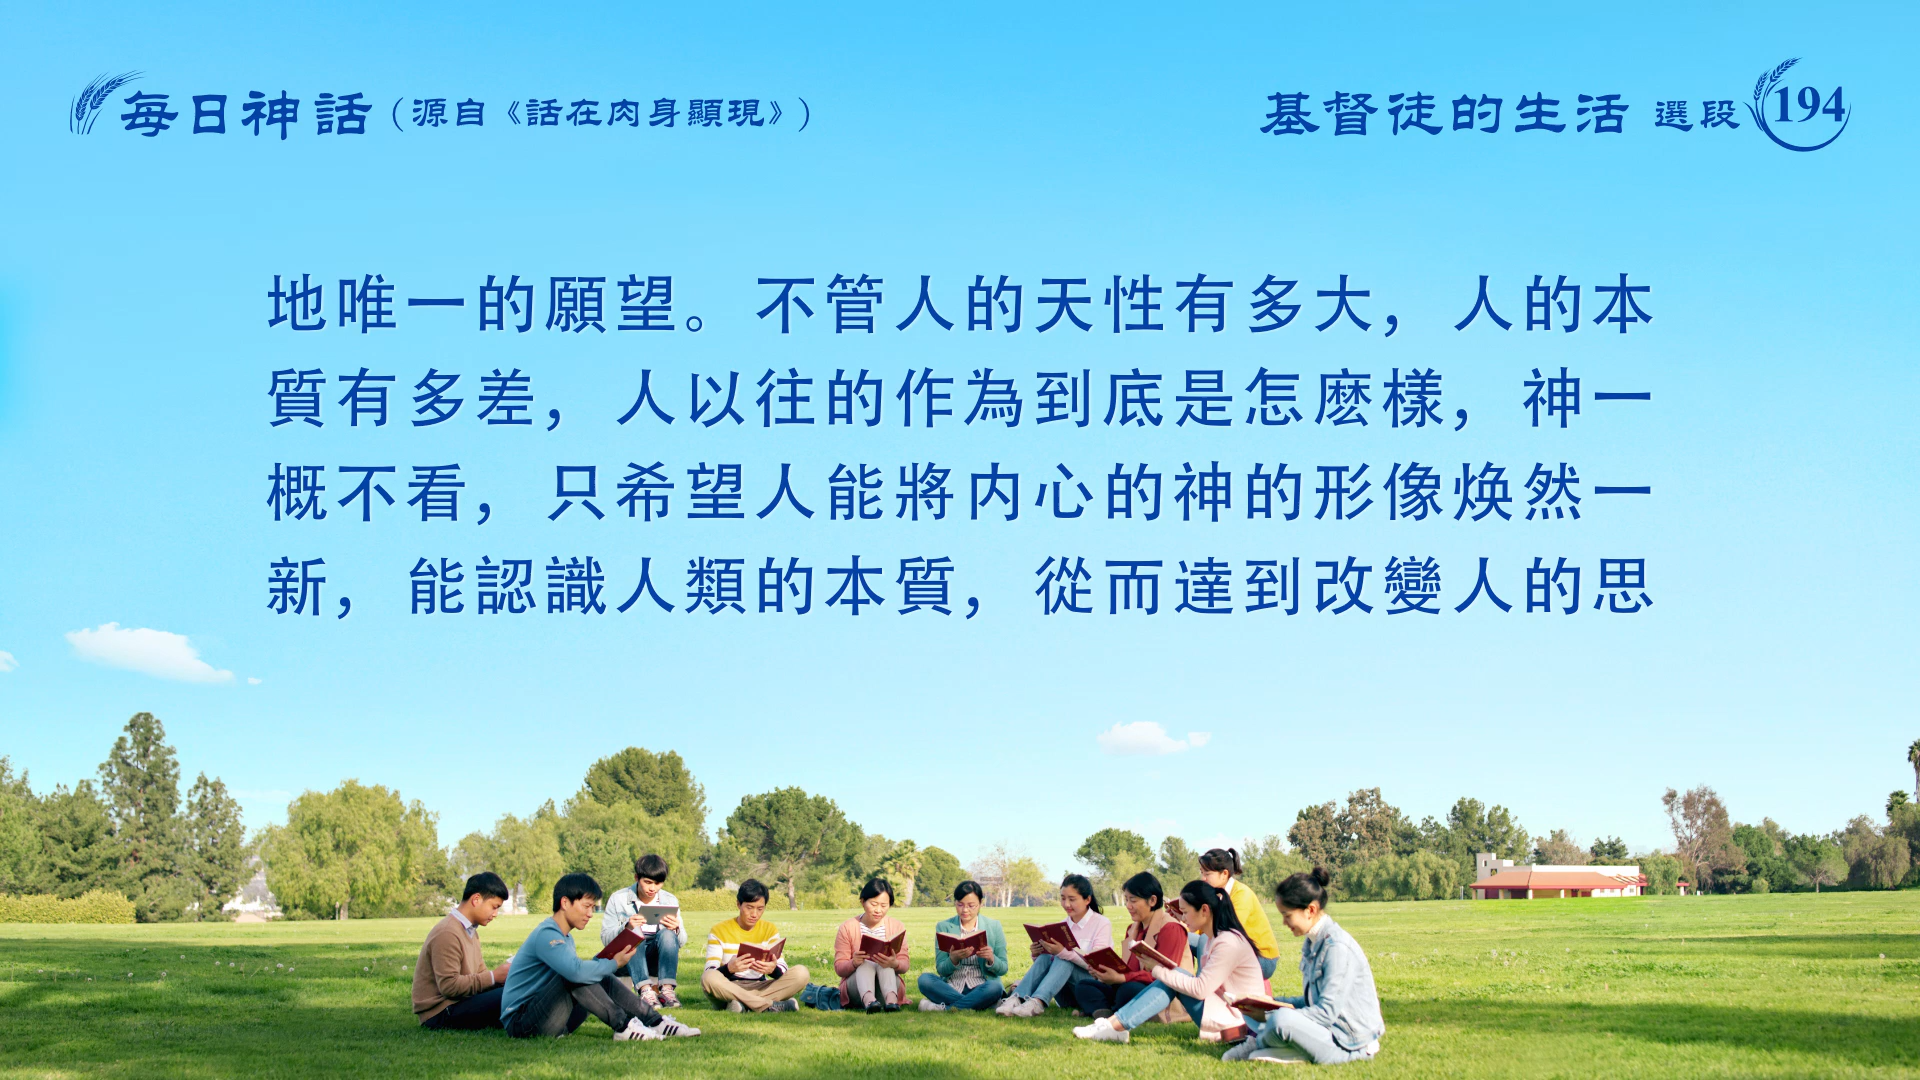 每日神話（源自《話在肉身顯現》）
基督徒的生活 選段 194
地唯一的願望。不管人的天性有多大，人的本
質有多差，人以往的作為到底是怎麼樣，神一
概不看，只希望人能將内心的神的形像焕然一
新，能認識人類的本質，從而達到改變人的思